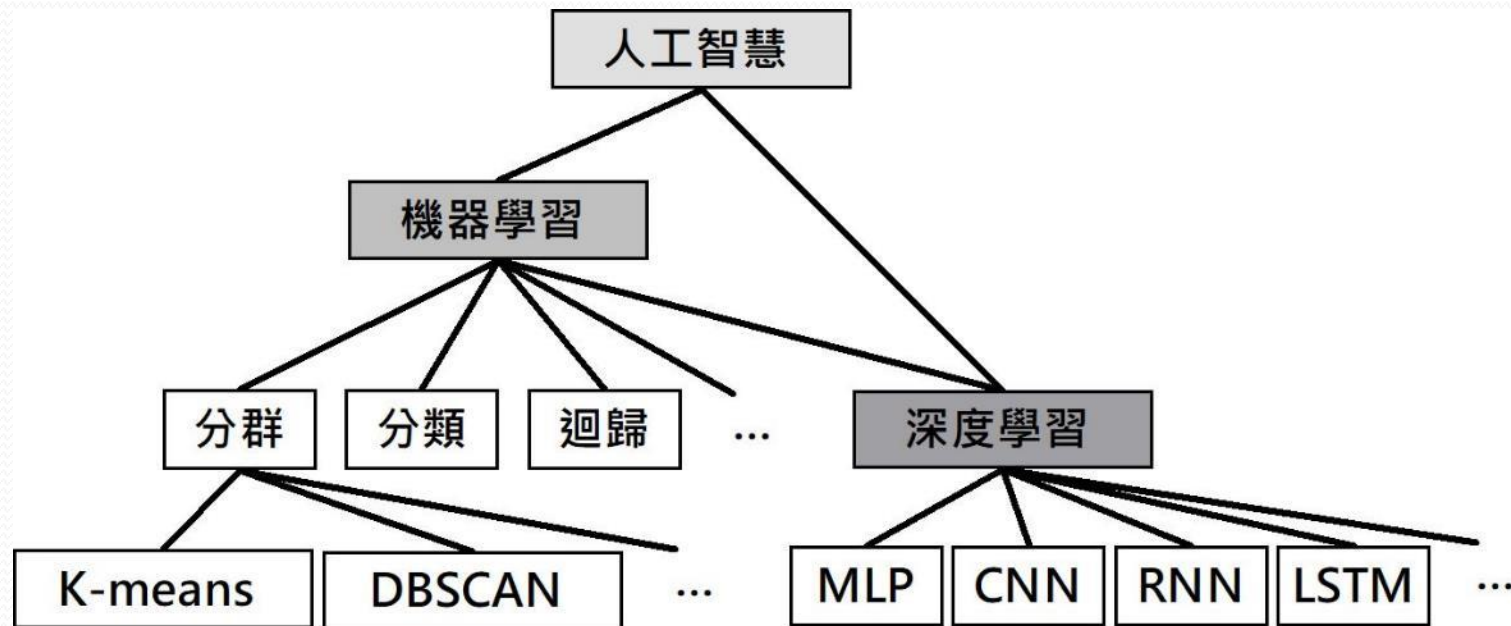 人工智慧
機器學習
分群 分類 迴歸 ... 深度學習
K-means DBSCAN ... MLP CNN RNN LSTM ...